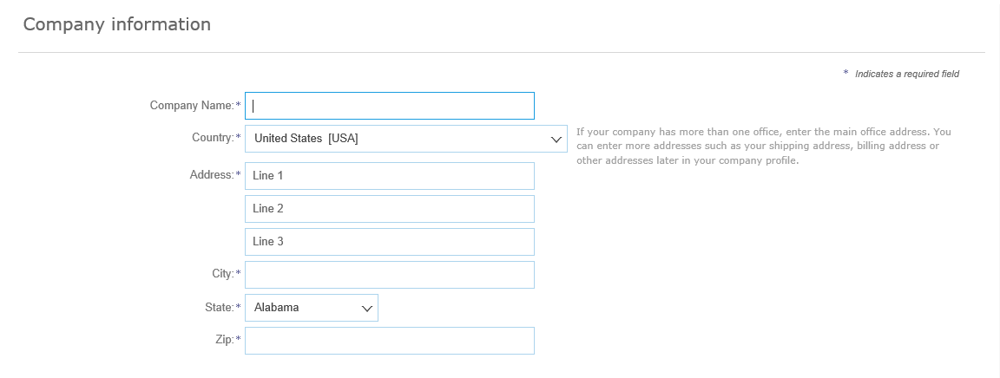 Company information
* Indicates a required field
Company Name:*
Country:* United States [USA]
If your company has more than one office, enter the main office address. You
can enter more addresses such as your shipping address, billing address or
other addresses later in your company profile.
Address:* Line 1
Line 2
Line 3
City:*
State:* Alabama
Zip:*